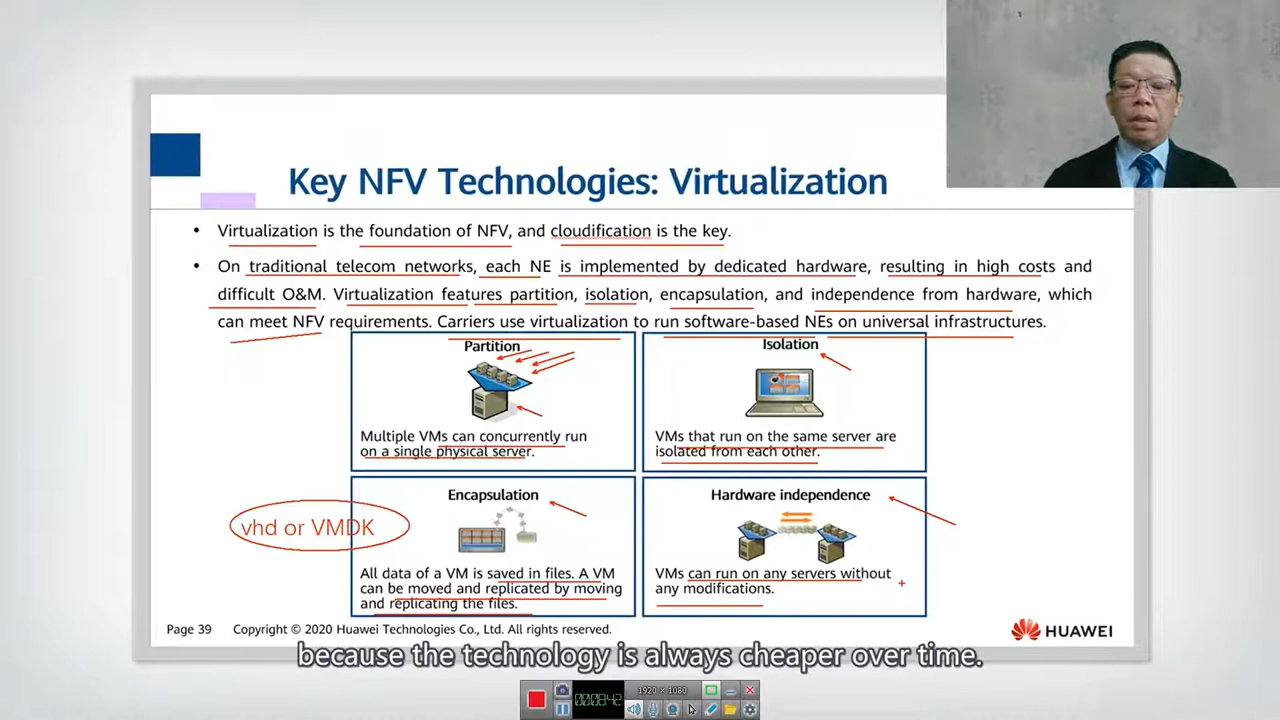 Key NFV Technologies: Virtualization
• Virtualization is the foundation of NFV, and cloudification is the key.
• On traditional telecom networks, each NE is implemented by dedicated hardware, resulting in high costs and
difficult O&M. Virtualization features partition, isolation, encapsulation, and independence from hardware, which
can meet NFV requirements. Carriers use virtualization to run software-based NEs on universal infrastructures.
Partition
Multiple VMs can concurrently run
on a single physical server.
Isolation
VMs that run on the same server are
isolated from each other.
vhd or VMDK
Encapsulation
All data of a VM is saved in files. A VM
can be moved and replicated by moving
and replicating the files.
Hardware independence
VMs can run on any servers without
any modifications.
Page 39 Copyright © 2020 Huawei Technologies Co., Ltd. All rights reserved.
HUAWEI
because the technology is always cheaper over time.
00:08:42
1920 × 1080